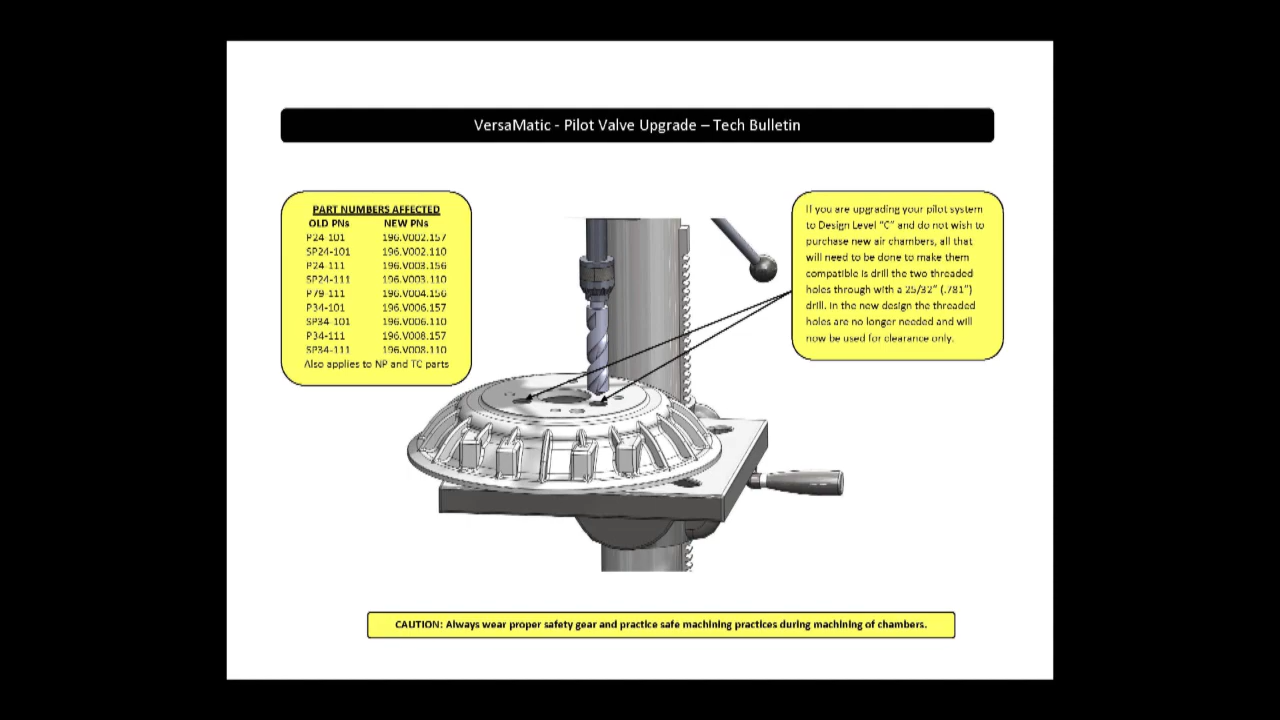 VersaMatic - Pilot Valve Upgrade – Tech Bulletin
PART NUMBERS AFFECTED
OLD PNs NEW PNs
P24-101 196.V002.157
SP24-101 196.V002.110
P24-111 196.V003.156
SP24-111 196.V003.110
P79-111 196.V004.156
P34-101 196.V006.157
SP34-101 196.V006.110
P34-111 196.V008.157
SP34-111 196.V008.110
Also applies to NP and TC parts
If you are upgrading your pilot system
to Design Level “C” and do not wish to
purchase new air chambers, all that
will need to be done to make them
compatible is drill the two threaded
holes through with a 25/32” (.781”)
drill. In the new design the threaded
holes are no longer needed and will
now be used for clearance only.
CAUTION: Always wear proper safety gear and practice safe machining practices during machining of chambers.